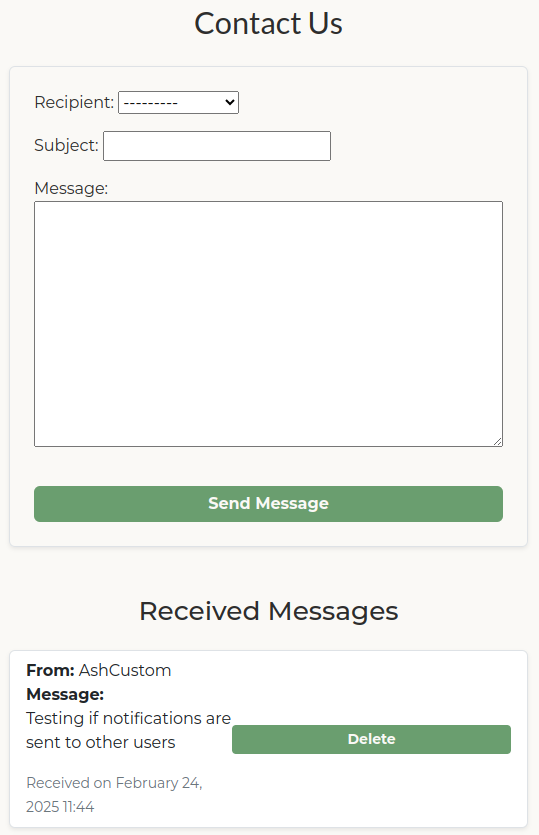 Contact Us
Recipient: ---------
Subject:
Message:
Send Message
Received Messages
From: AshCustom
Message:
Testing if notifications are
sent to other users
Delete
Received on February 24,
2025 11:44